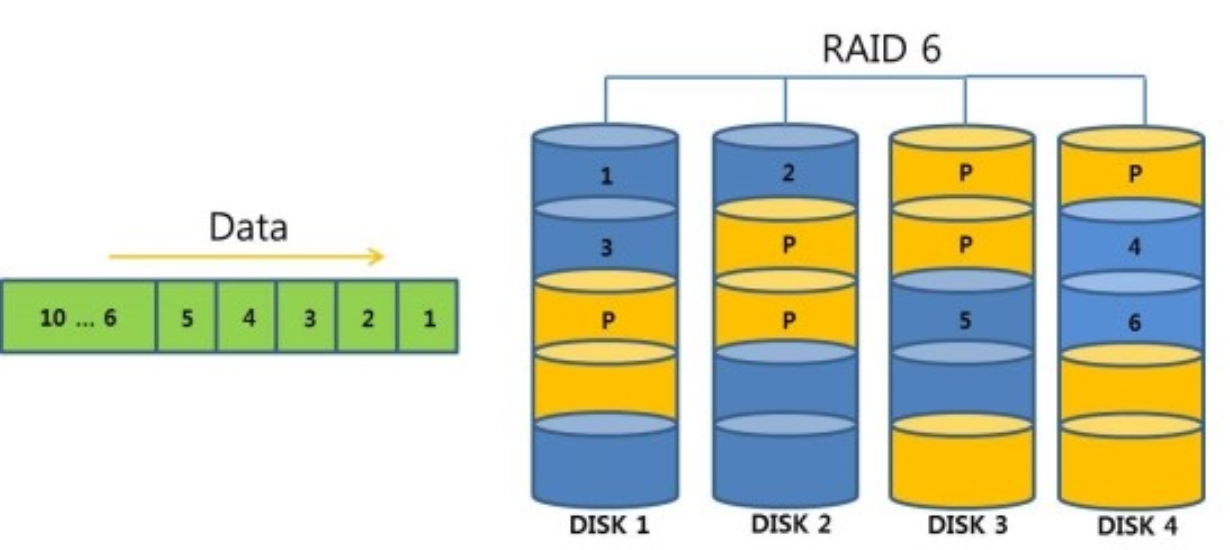 RAID 6
Data
10 ... 6 5 4 3 2 1
1 2 P P
3 P P 4
P P 5 6
DISK 1 DISK 2 DISK 3 DISK 4